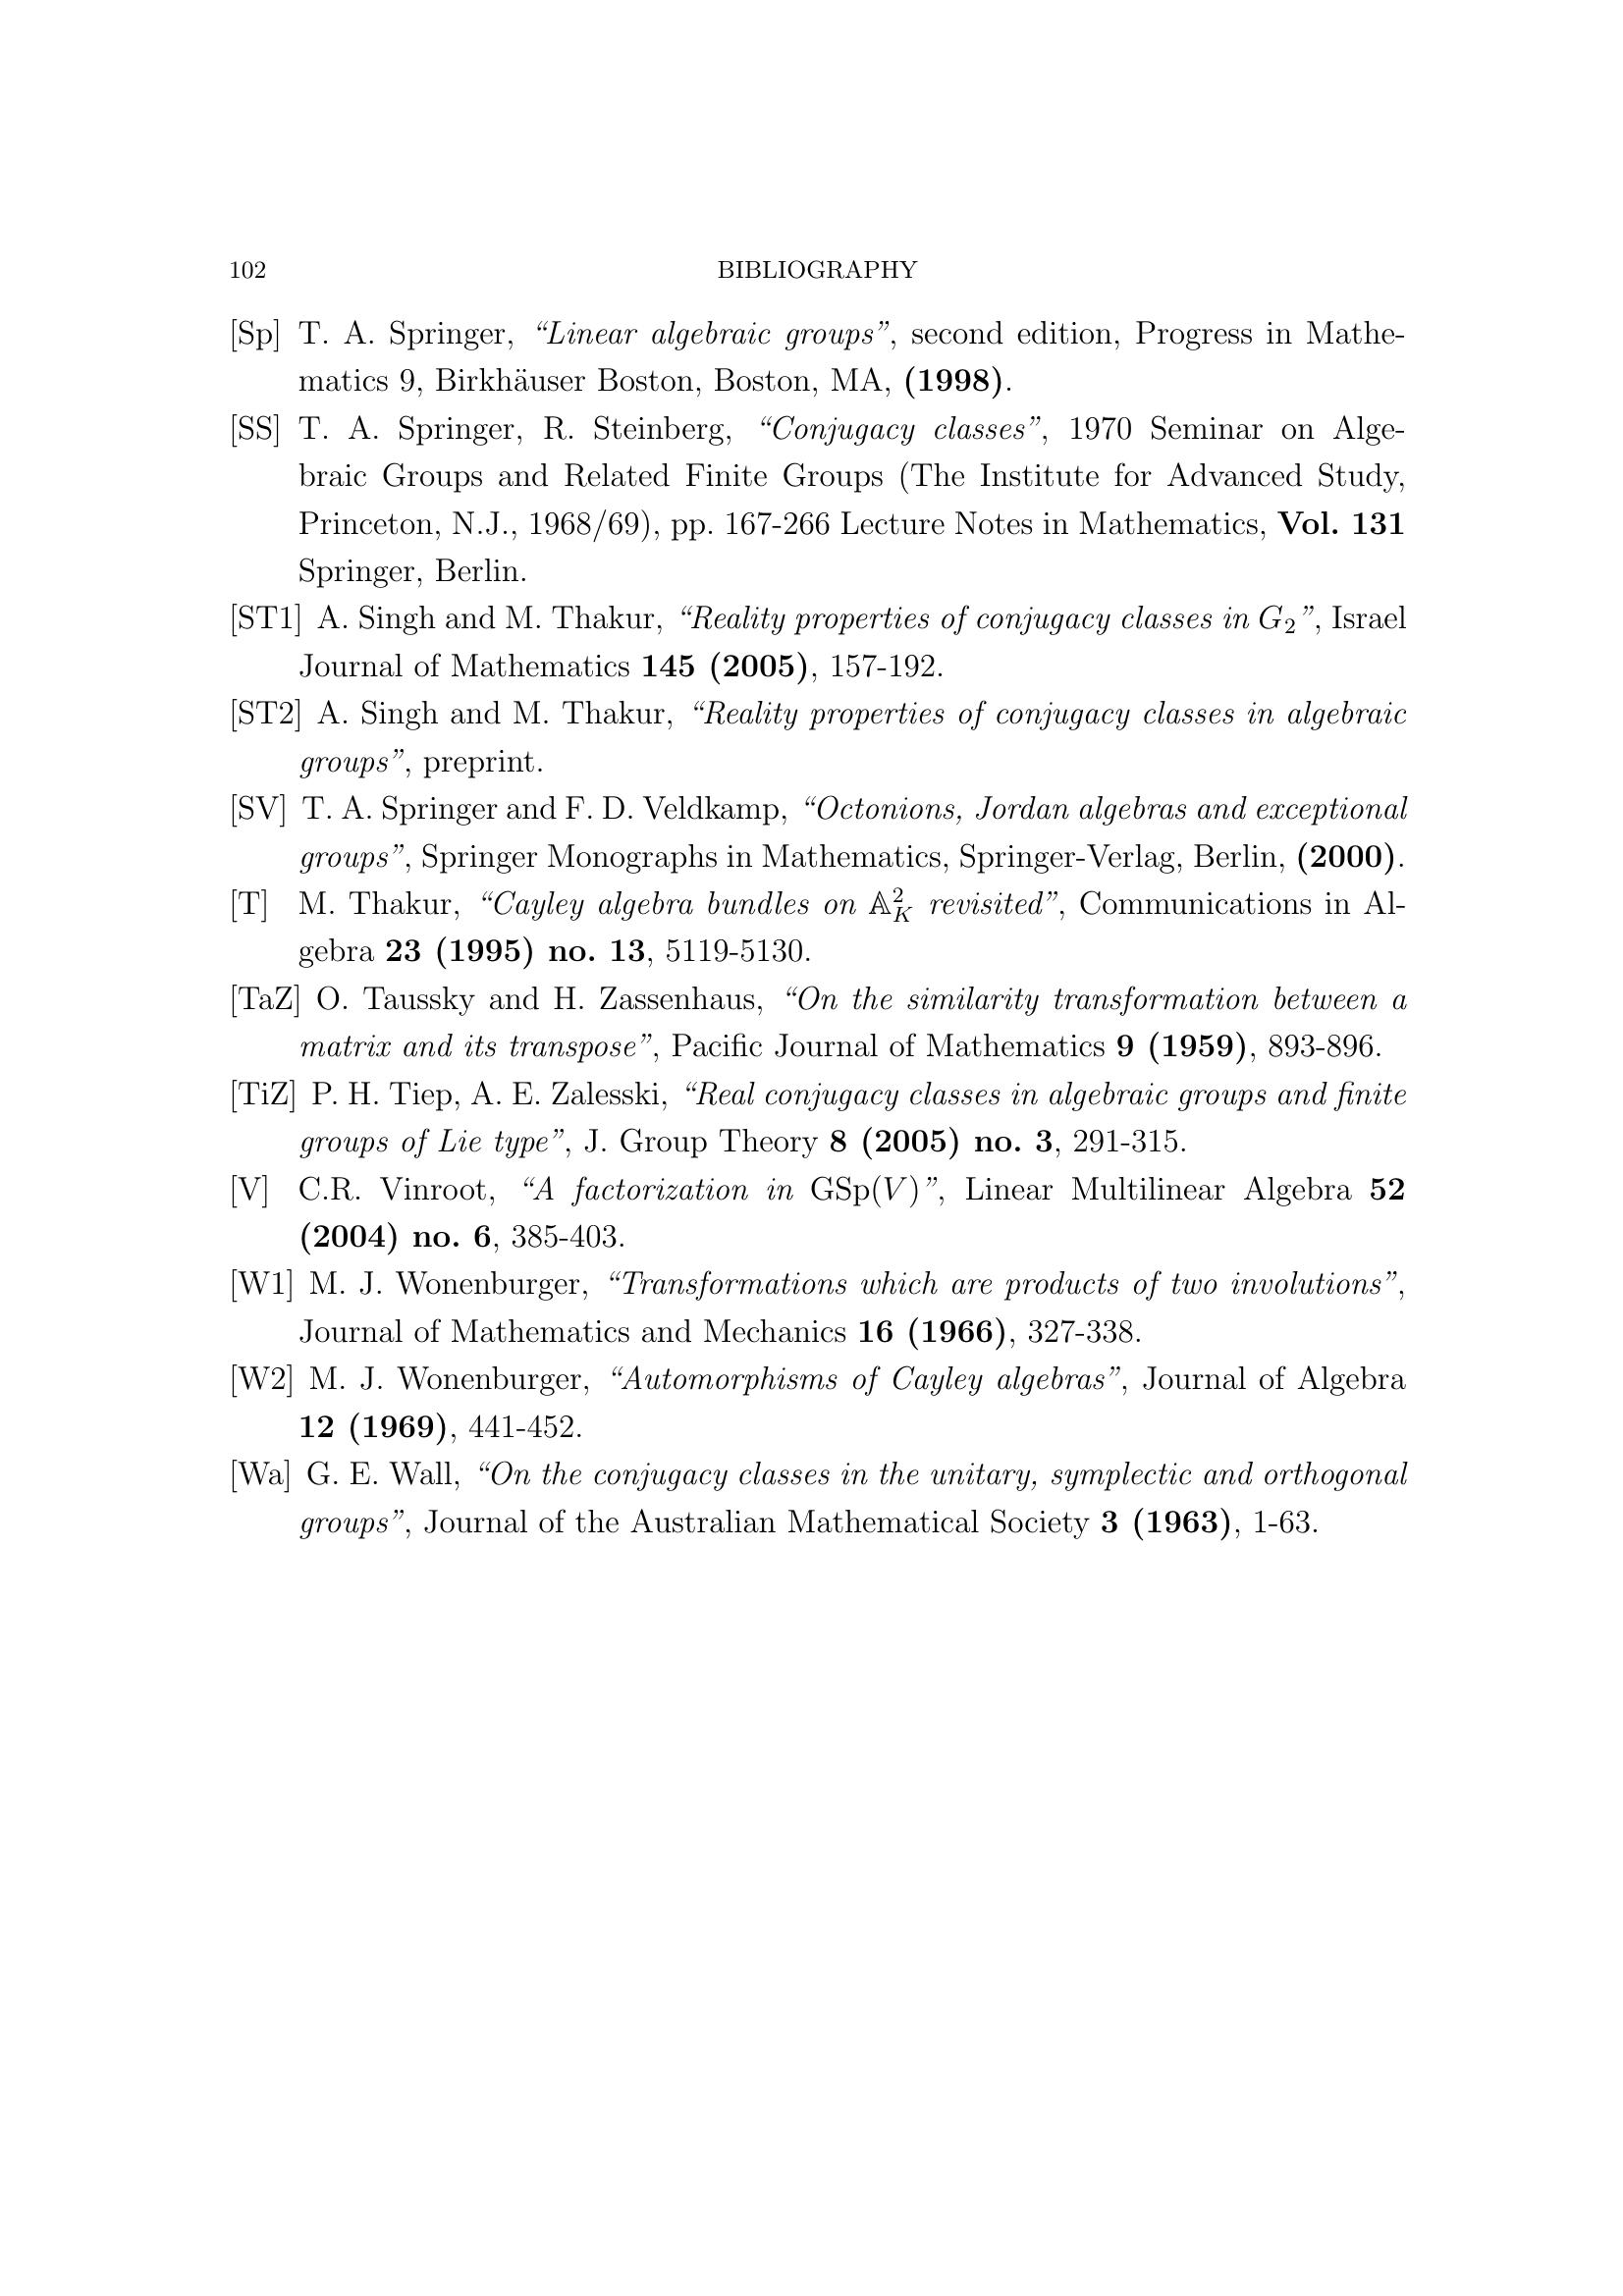 102 BIBLIOGRAPHY
[Sp] T. A. Springer, “Linear algebraic groups”, second edition, Progress in Mathe-
matics 9, Birkhäuser Boston, Boston, MA, (1998).
[SS] T. A. Springer, R. Steinberg, “Conjugacy classes”, 1970 Seminar on Alge-
braic Groups and Related Finite Groups (The Institute for Advanced Study,
Princeton, N.J., 1968/69), pp. 167-266 Lecture Notes in Mathematics, Vol. 131
Springer, Berlin.
[ST1] A. Singh and M. Thakur, “Reality properties of conjugacy classes in $G_2$”, Israel
Journal of Mathematics 145 (2005), 157-192.
[ST2] A. Singh and M. Thakur, “Reality properties of conjugacy classes in algebraic
groups”, preprint.
[SV] T. A. Springer and F. D. Veldkamp, “Octonions, Jordan algebras and exceptional
groups”, Springer Monographs in Mathematics, Springer-Verlag, Berlin, (2000).
[T] M. Thakur, “Cayley algebra bundles on $\mathbb{A}_K^2$ revisited”, Communications in Al-
gebra 23 (1995) no. 13, 5119-5130.
[TaZ] O. Taussky and H. Zassenhaus, “On the similarity transformation between a
matrix and its transpose”, Pacific Journal of Mathematics 9 (1959), 893-896.
[TiZ] P. H. Tiep, A. E. Zalesski, “Real conjugacy classes in algebraic groups and finite
groups of Lie type”, J. Group Theory 8 (2005) no. 3, 291-315.
[V] C.R. Vinroot, “A factorization in GSp(V)”, Linear Multilinear Algebra 52
(2004) no. 6, 385-403.
[W1] M. J. Wonenburger, “Transformations which are products of two involutions”,
Journal of Mathematics and Mechanics 16 (1966), 327-338.
[W2] M. J. Wonenburger, “Automorphisms of Cayley algebras”, Journal of Algebra
12 (1969), 441-452.
[Wa] G. E. Wall, “On the conjugacy classes in the unitary, symplectic and orthogonal
groups”, Journal of the Australian Mathematical Society 3 (1963), 1-63.